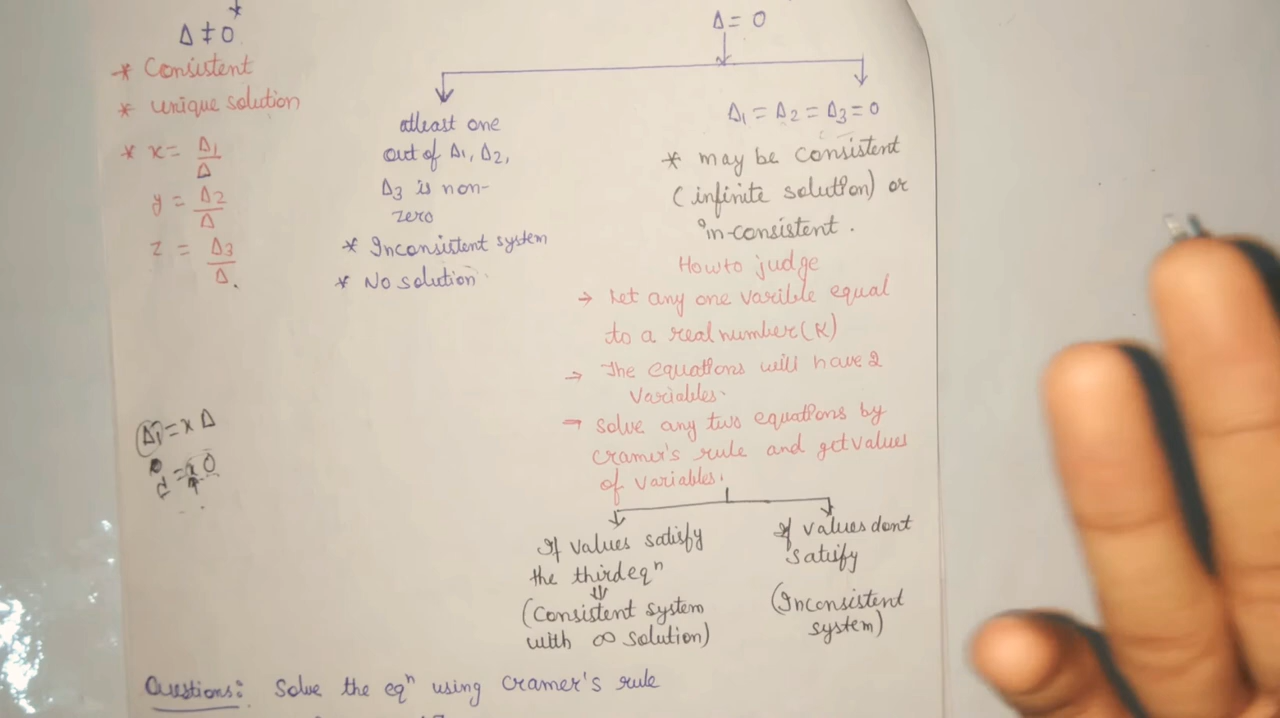 Δ ≠ 0
* Consistent
* unique solution
* x = Δ1/Δ
y = Δ2/Δ
z = Δ3/Δ.
Δ1 = x Δ
Δ = 0
atleast one
out of Δ1, Δ2,
Δ3 is non-
zero
* Inconsistent system
* No solution
Δ1 = Δ2 = Δ3 = 0
* may be consistent
(infinite solution) or
in-consistent.
How to judge
→ Let any one varible equal
to a real number (K)
→ The equations will have 2
variables.
→ Solve any two equations by
cramer's rule and get values
of variables.
If values satisfy
the third eqⁿ
⇓
(Consistent system
with ∞ solution)
If values dont
satisfy
(Inconsistent
system)
Questions: Solve the eqⁿ using cramer's rule